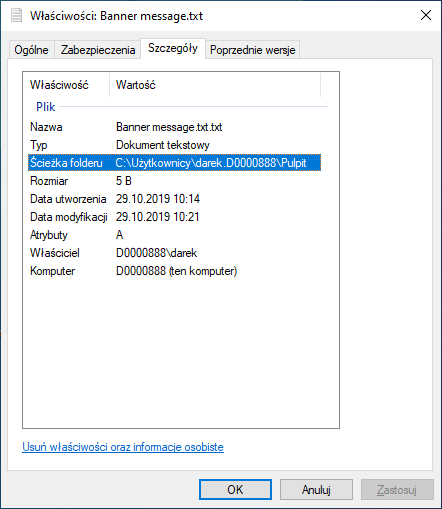 Właściwości: Banner message.txt
Ogólne Zabezpieczenia Szczegóły Poprzednie wersje
Właściwość Wartość
Plik
Nazwa Banner message.txt.txt
Typ Dokument tekstowy
Ścieżka folderu C:\Użytkownicy\darek.D0000888\Pulpit
Rozmiar 5 B
Data utworzenia 29.10.2019 10:14
Data modyfikacji 29.10.2019 10:21
Atrybuty A
Właściciel D0000888\darek
Komputer D0000888 (ten komputer)
Usuń właściwości oraz informacje osobiste
OK Anuluj Zastosuj